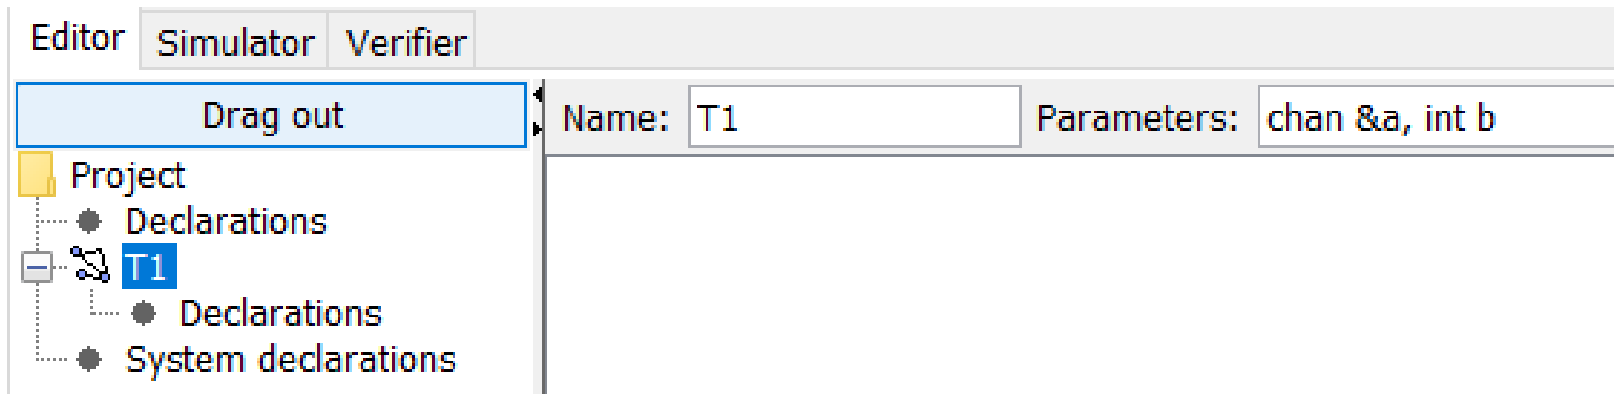 Editor Simulator Verifier
Drag out
Name: T1 Parameters: chan &a, int b
Project
Declarations
T1
Declarations
System declarations